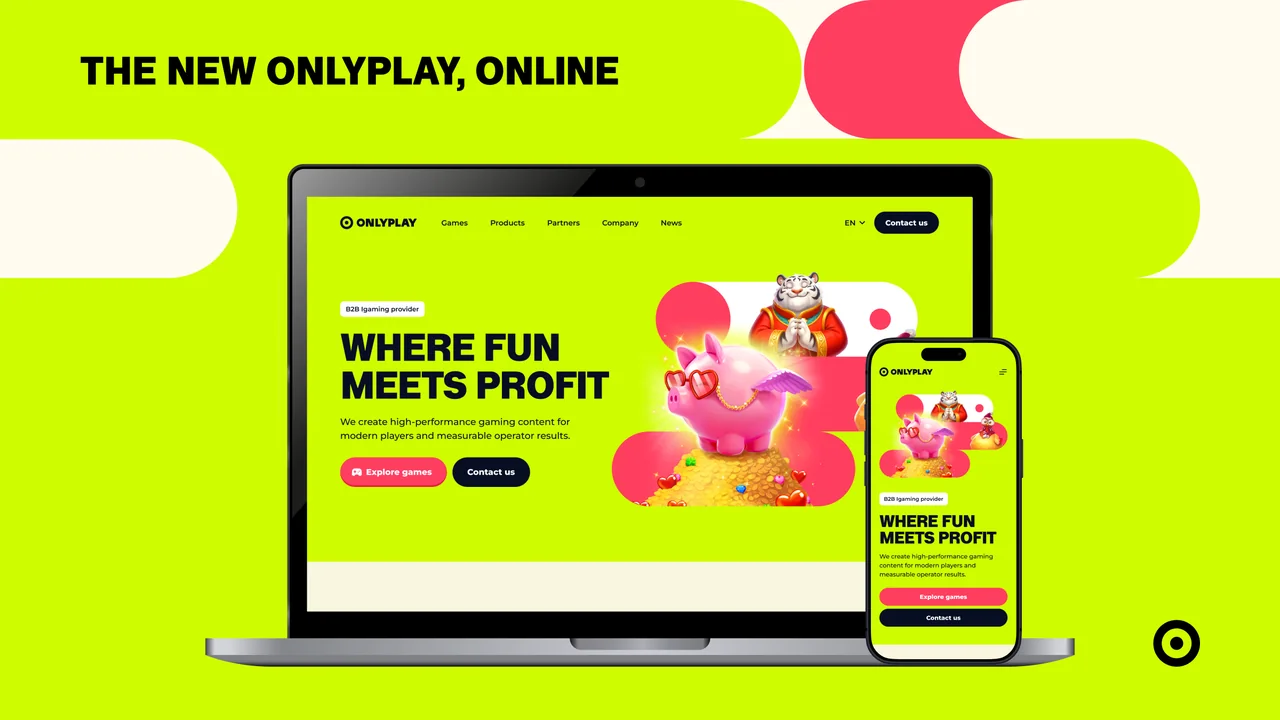 THE NEW ONLYPLAY, ONLINE
ONLYPLAY
Games
Products
Partners
Company
News
EN
Contact us
B2B Igaming provider
WHERE FUN
MEETS PROFIT
We create high-performance gaming content for
modern players and measurable operator results.
Explore games
Contact us
ONLYPLAY
B2B Igaming provider
WHERE FUN
MEETS PROFIT
We create high-performance gaming
content for modern players and
measurable operator results.
Explore games
Contact us